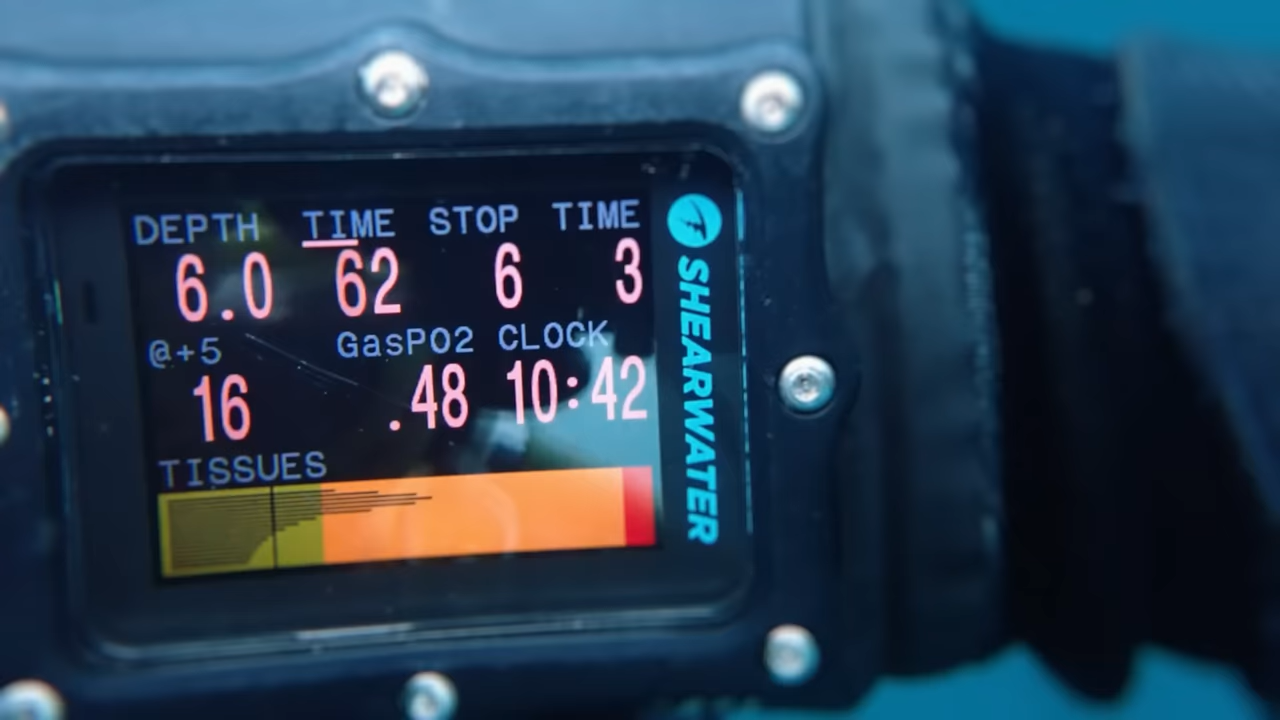 DEPTH TIME STOP TIME
6.0 62 6 3
@+5 GasPO2 CLOCK
16 .48 10:42
TISSUES
SHEARWATER